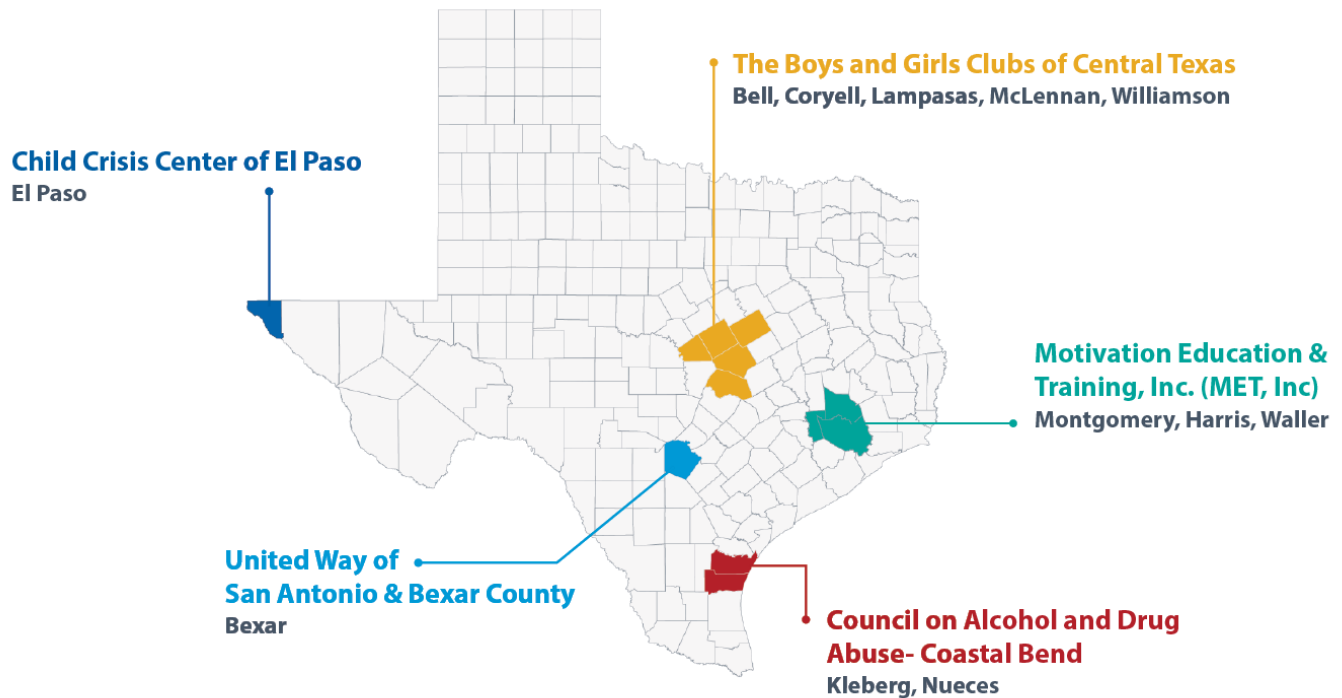 The Boys and Girls Clubs of Central Texas
Bell, Coryell, Lampasas, McLennan, Williamson
Child Crisis Center of El Paso
El Paso
Motivation Education &
Training, Inc. (MET, Inc)
Montgomery, Harris, Waller
United Way of
San Antonio & Bexar County
Bexar
Council on Alcohol and Drug
Abuse- Coastal Bend
Kleberg, Nueces